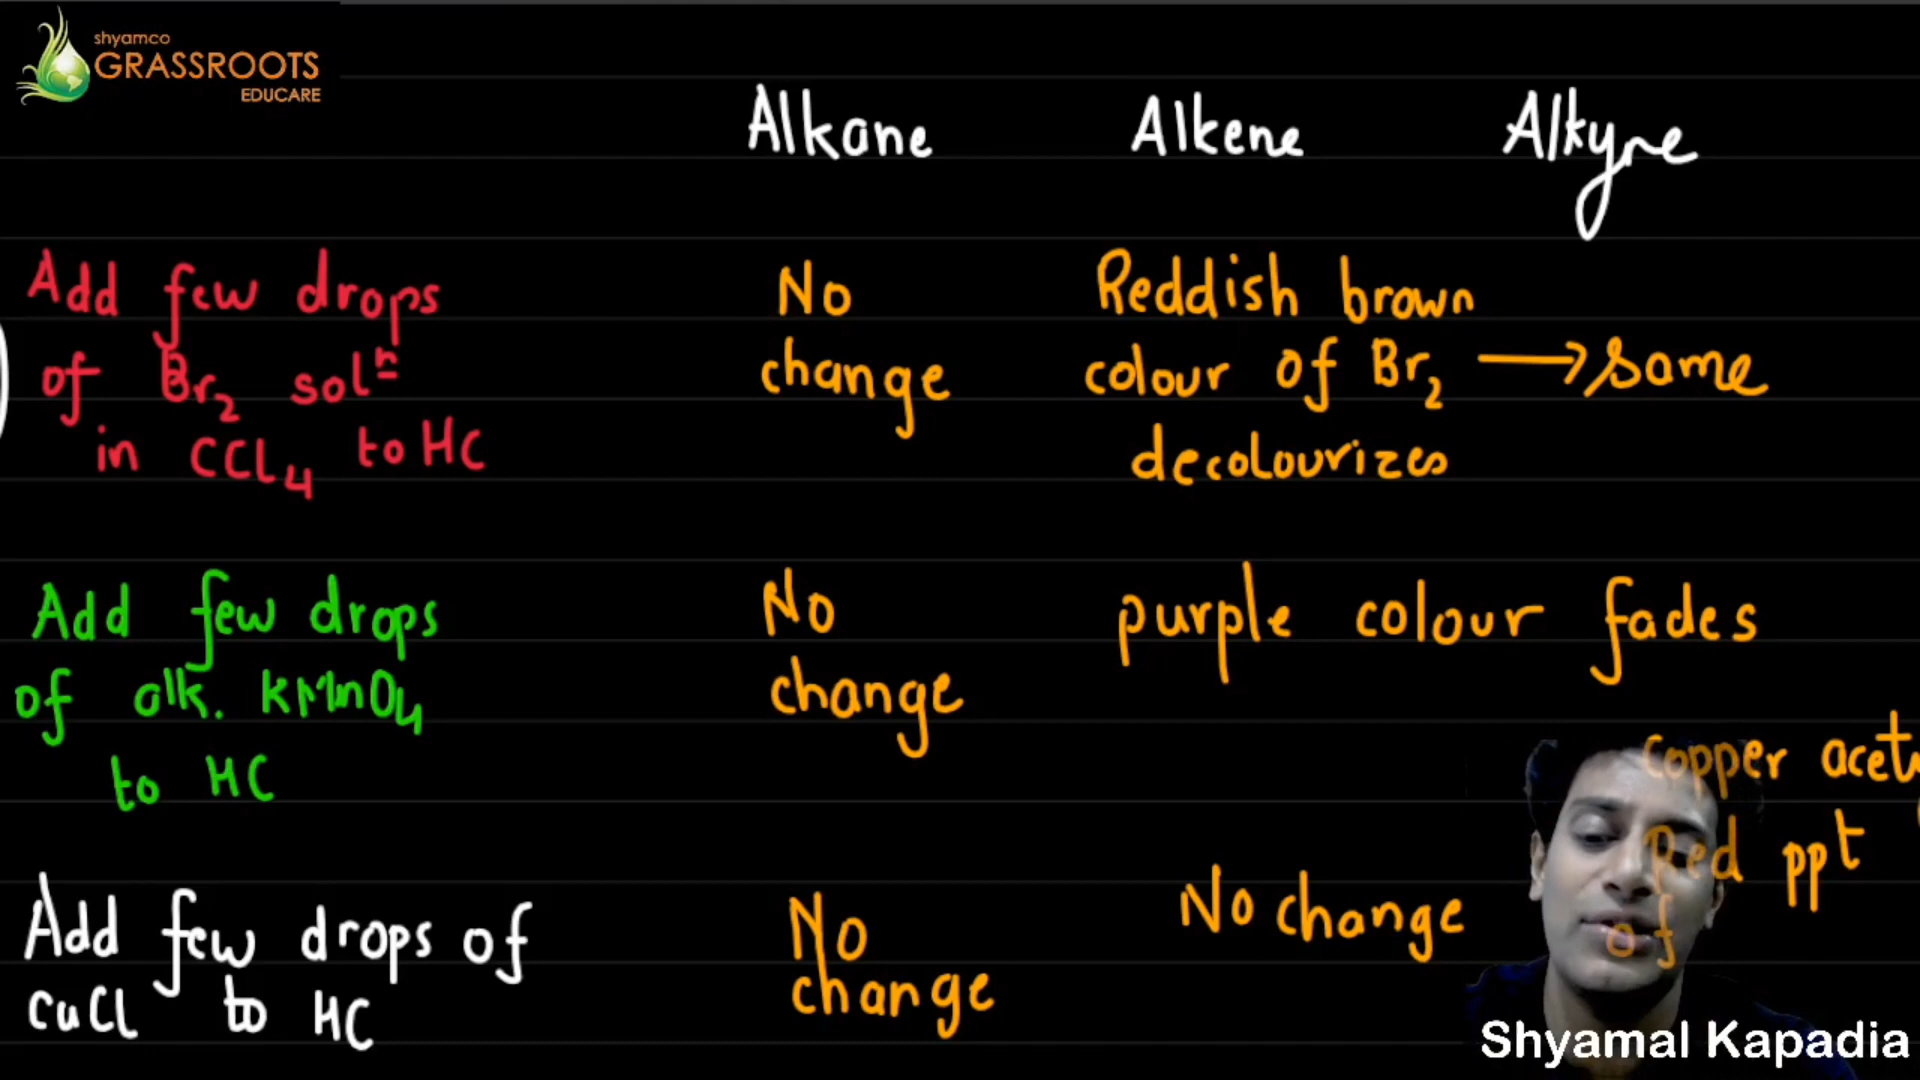 shyamco
GRASSROOTS
EDUCARE
Alkane Alkene Alkyne
Add few drops
of Br2 solⁿ
in CCl4 to HC
No
change
Reddish brown
colour of Br2 → same
decolourizes
Add few drops
of alk. KMnO4
to HC
No
change
purple colour fades
Add few drops of
CuCl to HC
No
change
No change
copper
Red ppt
of
Shyamal Kapadia